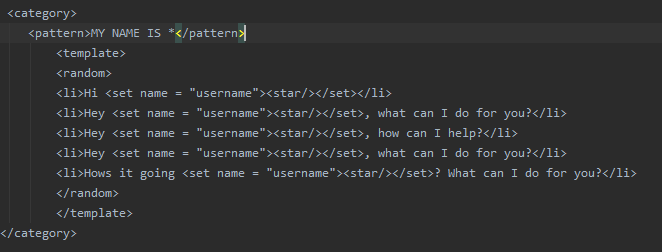 <category>
<pattern>MY NAME IS *</pattern>
<template>
<random>
<li>Hi <set name = "username"><star/></set></li>
<li>Hey <set name = "username"><star/></set>, what can I do for you?</li>
<li>Hey <set name = "username"><star/></set>, how can I help?</li>
<li>Hey <set name = "username"><star/></set>, what can I do for you?</li>
<li>Hows it going <set name = "username"><star/></set>? What can I do for you?</li>
</random>
</template>
</category>